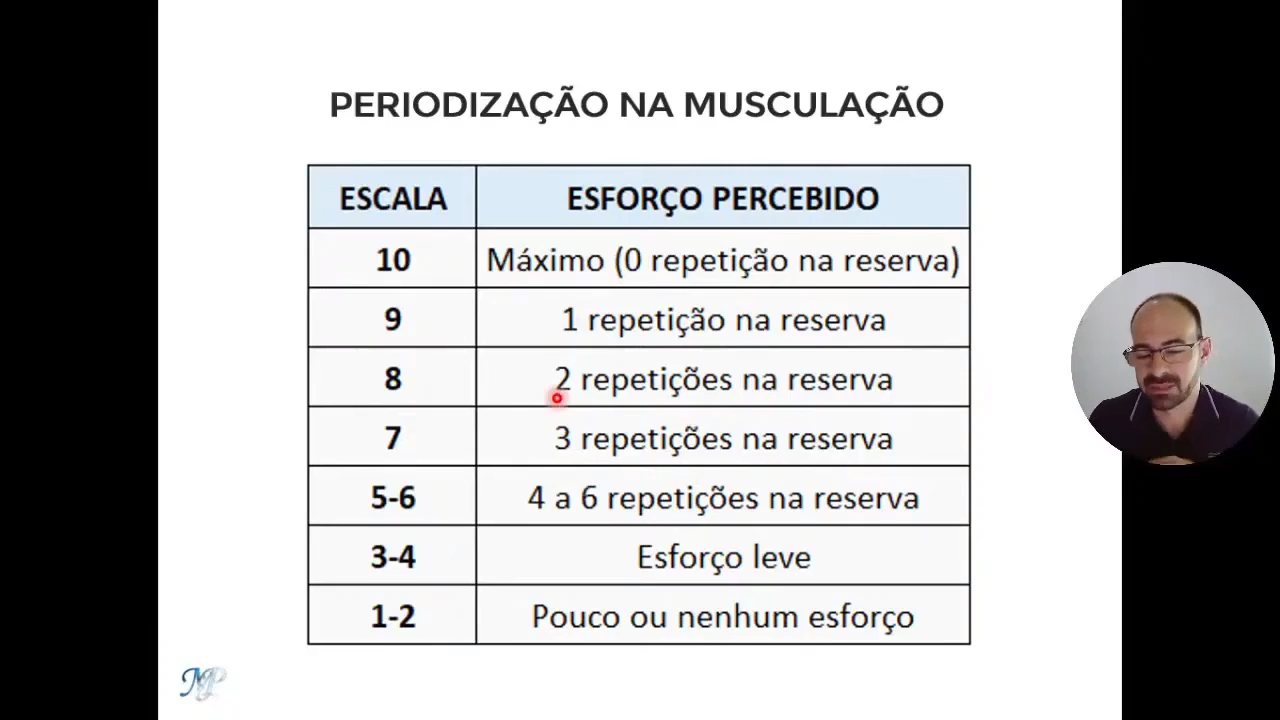 PERIODIZAÇÃO NA MUSCULAÇÃO
ESCALA ESFORÇO PERCEBIDO
10 Máximo (0 repetição na reserva)
9 1 repetição na reserva
8 2 repetições na reserva
7 3 repetições na reserva
5-6 4 a 6 repetições na reserva
3-4 Esforço leve
1-2 Pouco ou nenhum esforço
MP